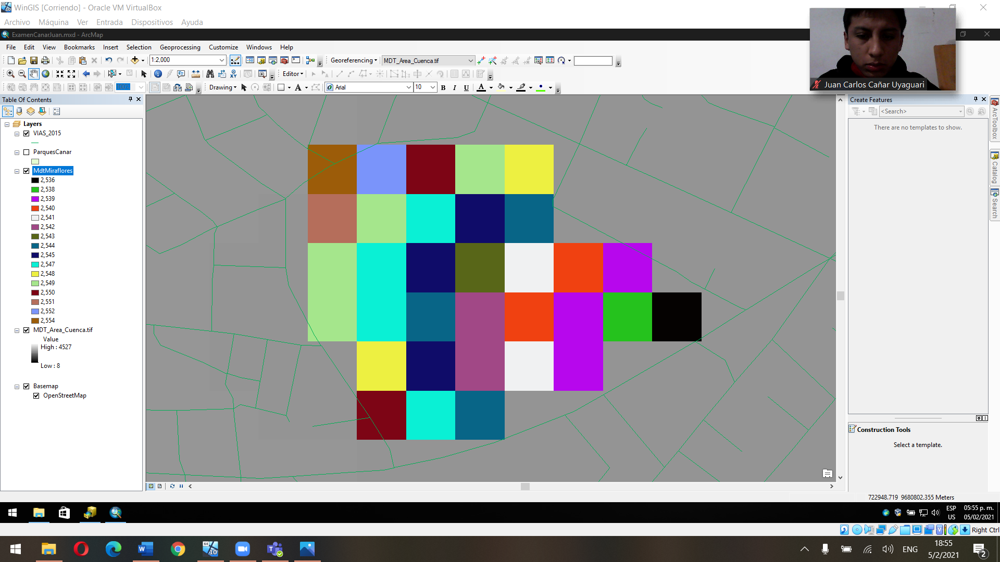 WinGIS [Corriendo] - Oracle VM VirtualBox
Archivo Máquina Ver Entrada Dispositivos Ayuda
ExamenCanarJuan.mxd - ArcMap
File Edit View Bookmarks Insert Selection Geoprocessing Customize Windows Help
1:2,000
Georeferencing
MDT_Area_Cuenca.tif
Editor
100%
Drawing
Arial
10
B I U A
Juan Carlos Cañar Uyaguari
Table Of Contents
Layers
VIAS_2015
ParquesCanar
MdtMiraflores
2,536
2,538
2,539
2,540
2,541
2,542
2,543
2,544
2,545
2,547
2,548
2,549
2,550
2,551
2,552
2,554
MDT_Area_Cuenca.tif
Value
High : 4527
Low : 8
Basemap
OpenStreetMap
Create Features
<Search>
There are no templates to show.
Construction Tools
Select a template.
ArcToolbox
Catalog
Search
722948.719 9680802.355 Meters
ESP
US
05:55 p. m.
05/02/2021
Right Ctrl
ENG
18:55
5/2/2021
2